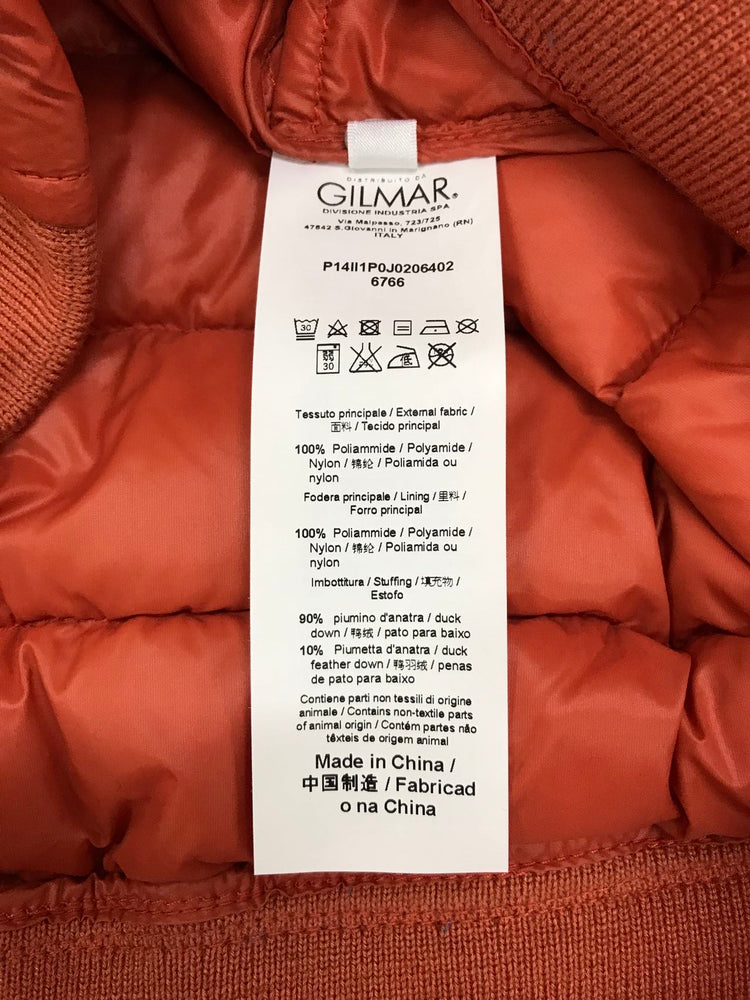 DISTRIBUITO DA
GILMAR®
DIVISIONE INDUSTRIA SPA
Via Malpasso, 723/725
47842 S.Giovanni in Marignano (RN)
ITALY
P14II1P0J0206402
6766
30
弱
30
低
Tessuto principale / External fabric /
面料 / Tecido principal
100% Poliammide / Polyamide /
Nylon / 锦纶 / Poliamida ou
nylon
Fodera principale / Lining / 里料 /
Forro principal
100% Poliammide / Polyamide /
Nylon / 锦纶 / Poliamida ou
nylon
Imbottitura / Stuffing / 填充物 /
Estofo
90% piumino d'anatra / duck
down / 鸭绒 / pato para baixo
10% Piumetta d'anatra / duck
feather down / 鸭羽绒 / penas
de pato para baixo
Contiene parti non tessili di origine
animale / Contains non-textile parts
of animal origin / Contém partes não
têxteis de origem animal
Made in China /
中国制造 / Fabricad
o na China